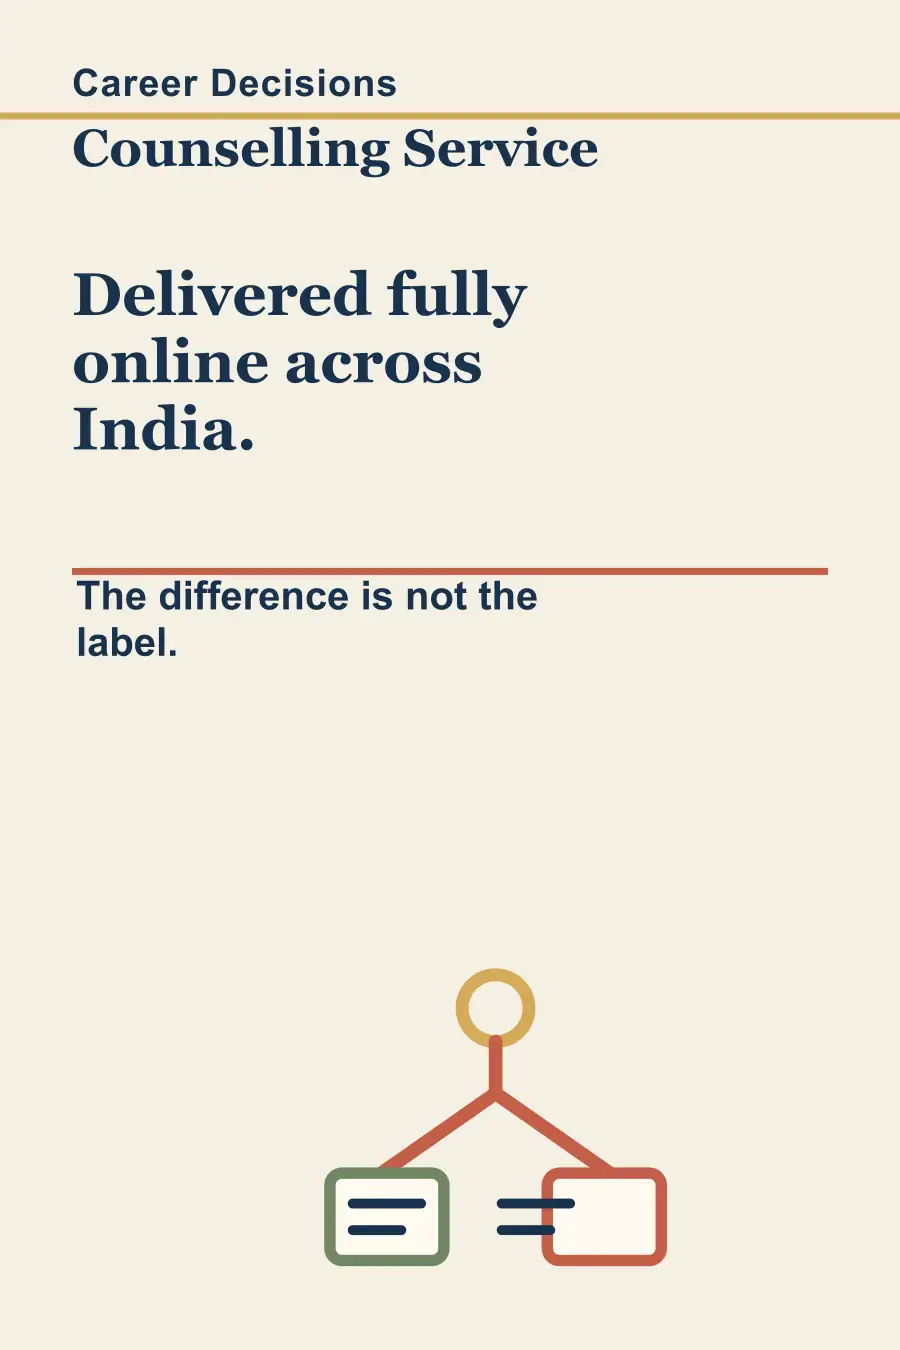 Career Decisions
Counselling Service
Delivered fully
online across
India.
The difference is not the
label.